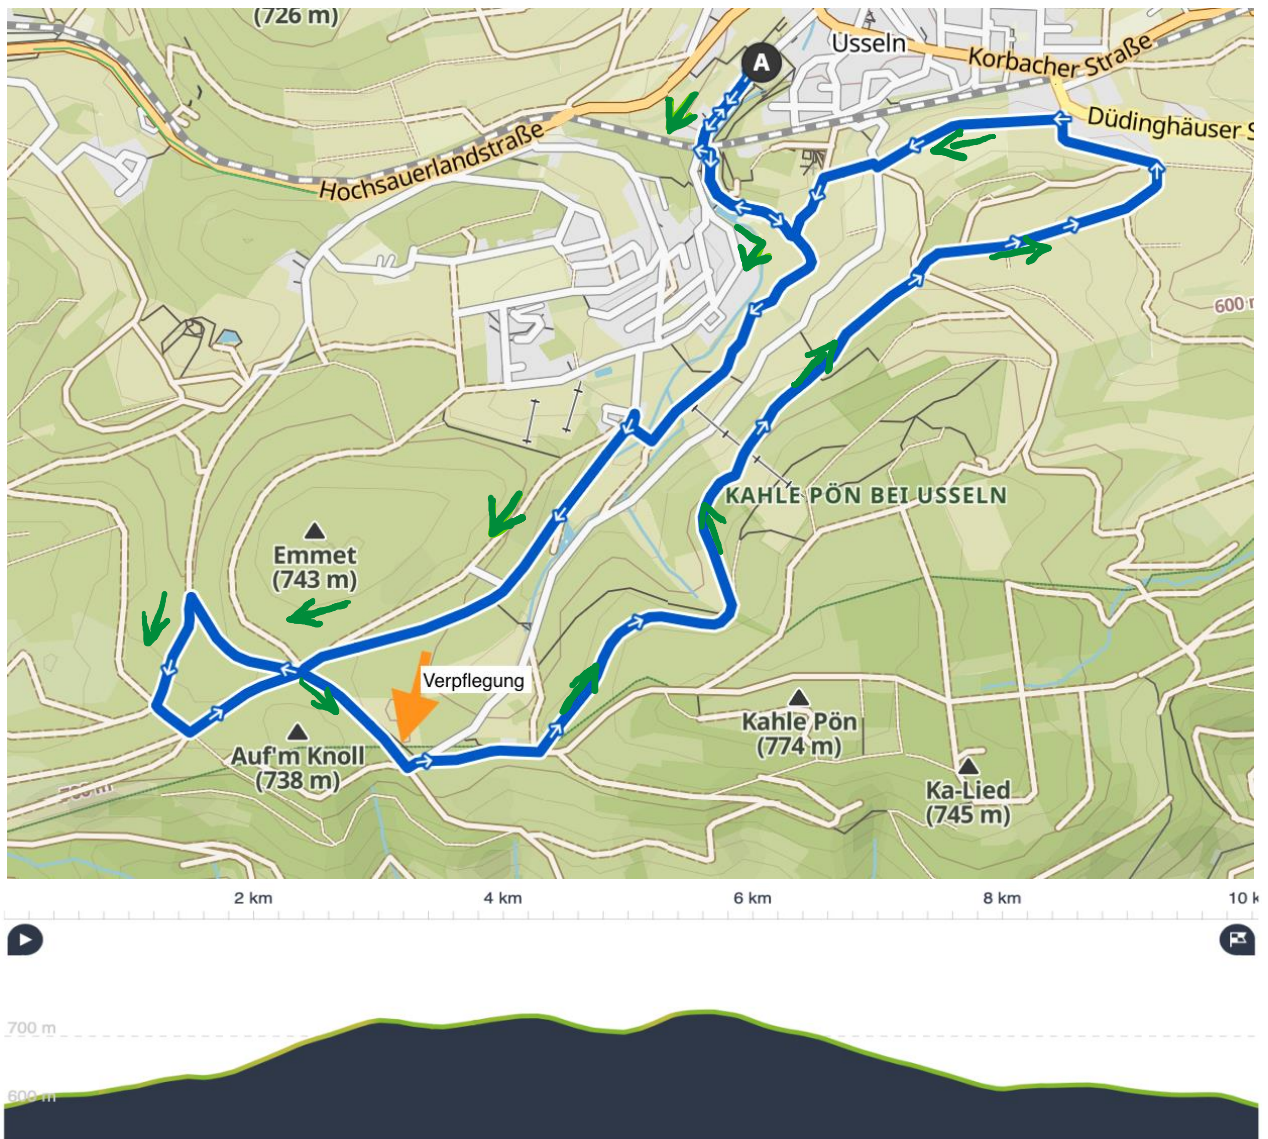 (726 m)
Usseln
A
Korbacher Straße
Düdinghäuser S
Hochsauerlandstraße
600 m
KAHLE PÖN BEI USSELN
Emmet
(743 m)
Verpflegung
Kahle Pön
(774 m)
Auf'm Knoll
(738 m)
Ka-Lied
(745 m)
700 m
2 km
4 km
6 km
8 km
10 k
700 m
600 m